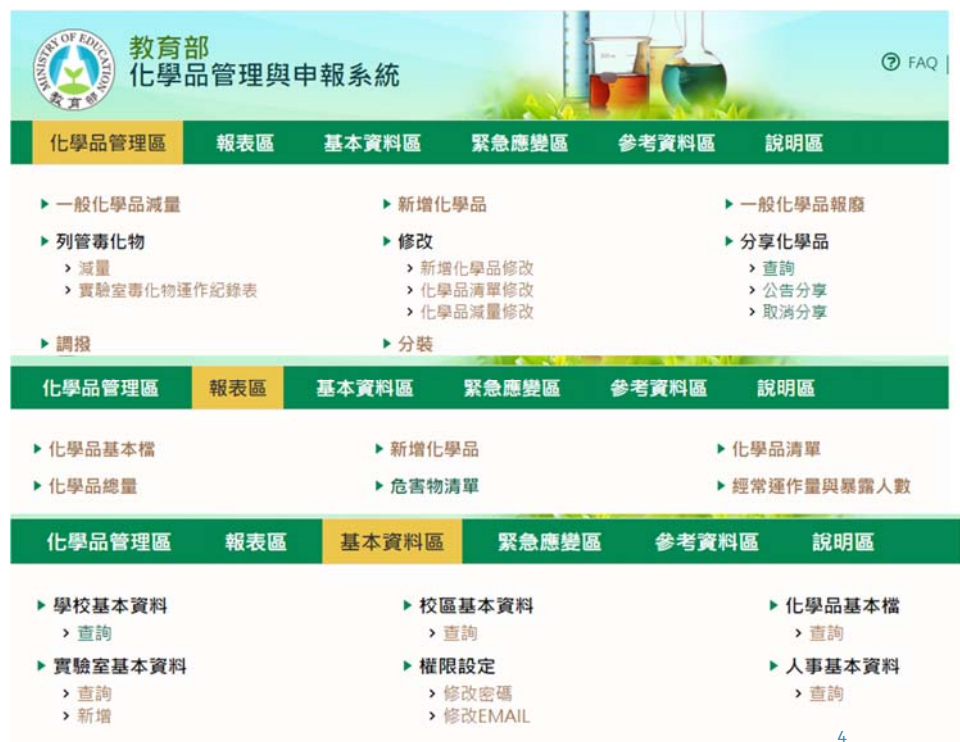 MINISTRY OF EDUCATION
教育部
教育部
化學品管理與申報系統
FAQ |
化學品管理區 報表區 基本資料區 緊急應變區 參考資料區 說明區
一般化學品減量 新增化學品 一般化學品報廢
列管毒化物 修改 分享化學品
減量 新增化學品修改 查詢
實驗室毒化物運作紀錄表 化學品清單修改 公告分享
化學品減量修改 取消分享
調撥 分裝
化學品管理區 報表區 基本資料區 緊急應變區 參考資料區 說明區
化學品基本檔 新增化學品 化學品清單
化學品總量 危害物清單 經常運作量與暴露人數
化學品管理區 報表區 基本資料區 緊急應變區 參考資料區 說明區
學校基本資料 校區基本資料 化學品基本檔
查詢 查詢 查詢
實驗室基本資料 權限設定 人事基本資料
查詢 修改密碼 查詢
新增 修改EMAIL
4